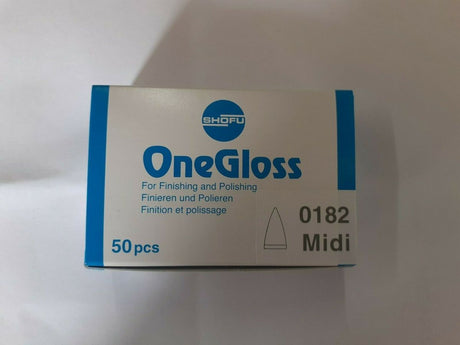 SHOFU
OneGloss
For Finishing and Polishing
Finieren und Polieren
Finition et polissage
50 pcs
0182
Midi